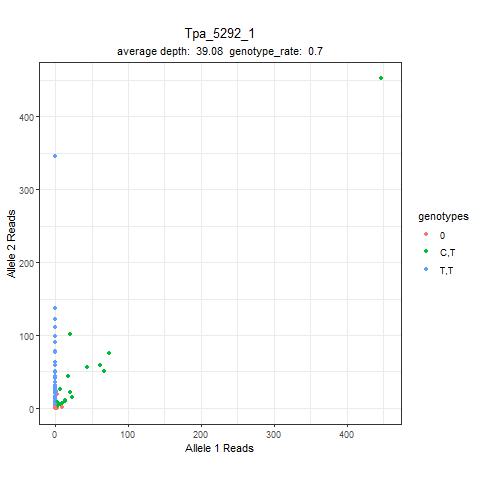 Tpa_5292_1
average depth: 39.08 genotype_rate: 0.7
Allele 2 Reads
400
300
200
100
0
0 100 200 300 400
Allele 1 Reads
genotypes
0
C,T
T,T